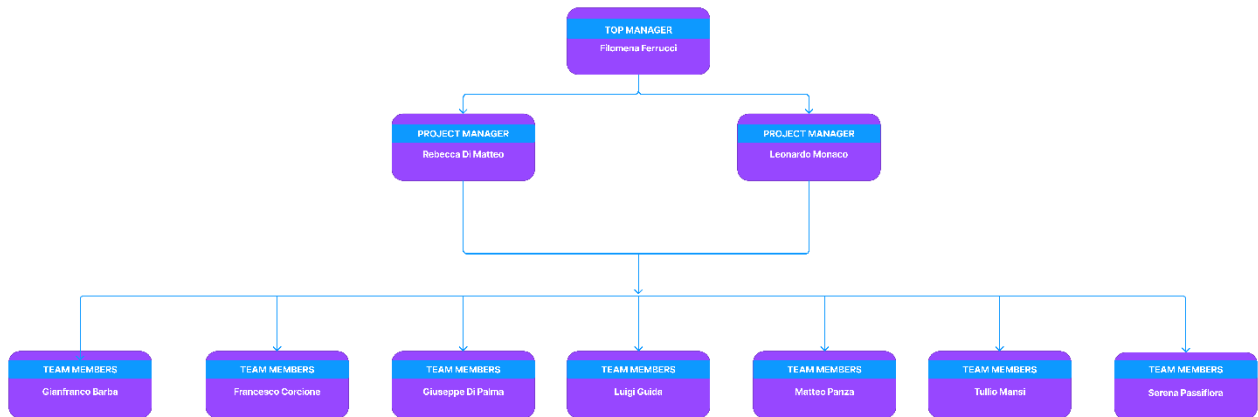 TOP MANAGER
Filomena Ferrucci
PROJECT MANAGER
Rebecca Di Matteo
PROJECT MANAGER
Leonardo Monaco
TEAM MEMBERS
Gianfranco Barba
TEAM MEMBERS
Francesco Corcione
TEAM MEMBERS
Giuseppe Di Palma
TEAM MEMBERS
Luigi Guida
TEAM MEMBERS
Matteo Panza
TEAM MEMBERS
Tullio Mansi
TEAM MEMBERS
Serena Passiflora